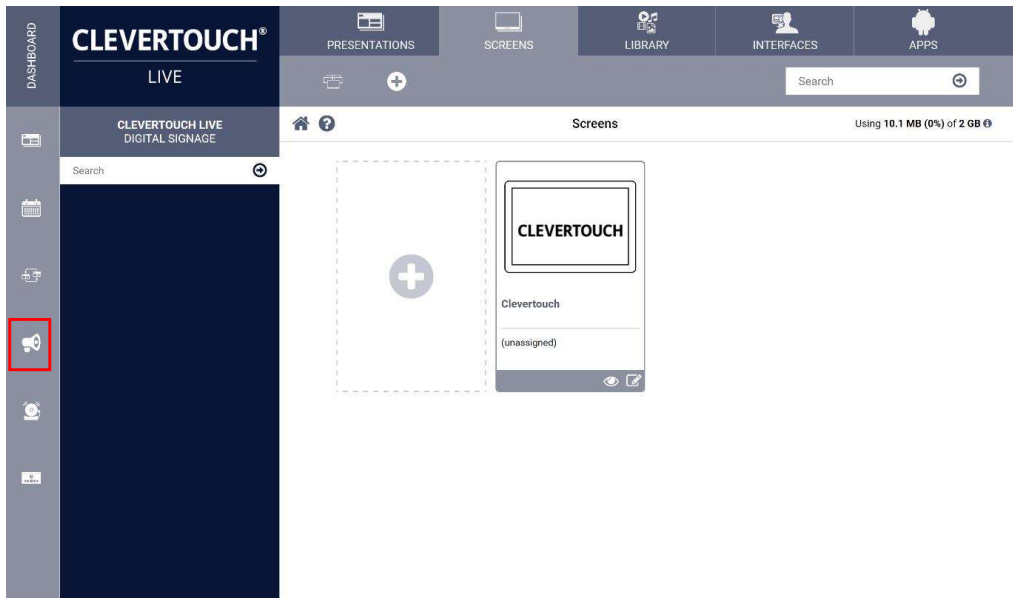 DASHBOARD
CLEVERTOUCH®
LIVE
PRESENTATIONS
SCREENS
LIBRARY
INTERFACES
APPS
Search
CLEVERTOUCH LIVE
DIGITAL SIGNAGE
Search
Screens
Using 10.1 MB (0%) of 2 GB
CLEVERTOUCH
Clevertouch
(unassigned)